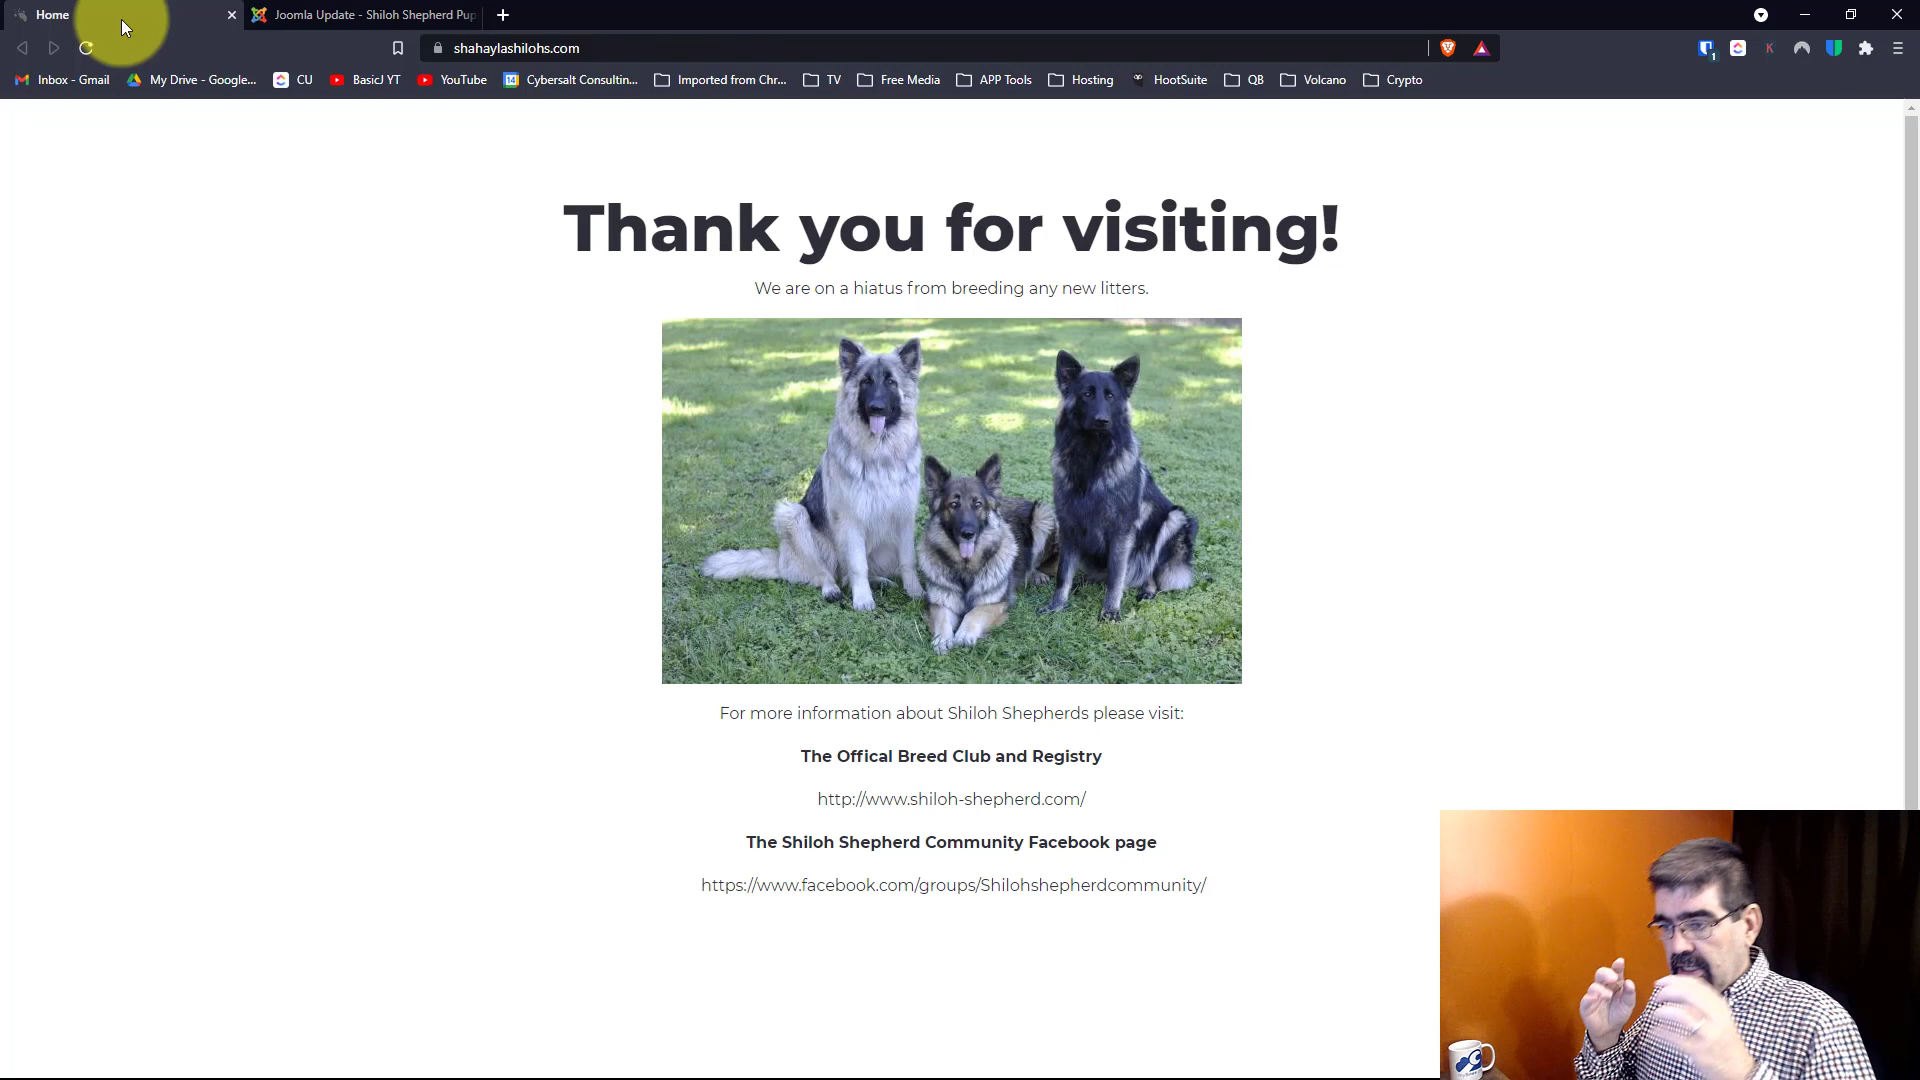 Home
Joomla Update - Shiloh Shepherd Pup
shahaylashilohs.com
1
K
Inbox - Gmail
My Drive - Google...
CU
BasicJ YT
YouTube
14
Cybersalt Consultin...
Imported from Chr...
TV
Free Media
APP Tools
Hosting
HootSuite
QB
Volcano
Crypto
Thank you for visiting!
We are on a hiatus from breeding any new litters.
For more information about Shiloh Shepherds please visit:
The Offical Breed Club and Registry
http://www.shiloh-shepherd.com/
The Shiloh Shepherd Community Facebook page
https://www.facebook.com/groups/Shilohshepherdcommunity/